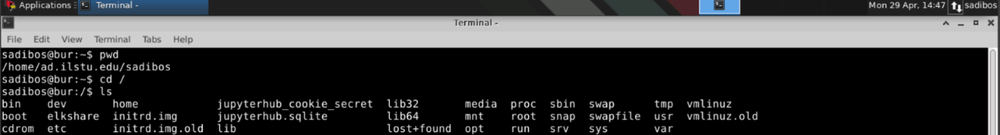 Applications Terminal - Mon 29 Apr, 14:47 sadibos
Terminal -
File Edit View Terminal Tabs Help
sadibos@bur:~$ pwd
/home/ad.ilstu.edu/sadibos
sadibos@bur:~$ cd /
sadibos@bur:/$ ls
bin dev home jupyterhub_cookie_secret lib32 media proc sbin swap tmp vmlinuz
boot elkshare initrd.img jupyterhub.sqlite lib64 mnt root snap swapfile usr vmlinuz.old
cdrom etc initrd.img.old lib lost+found opt run srv sys var